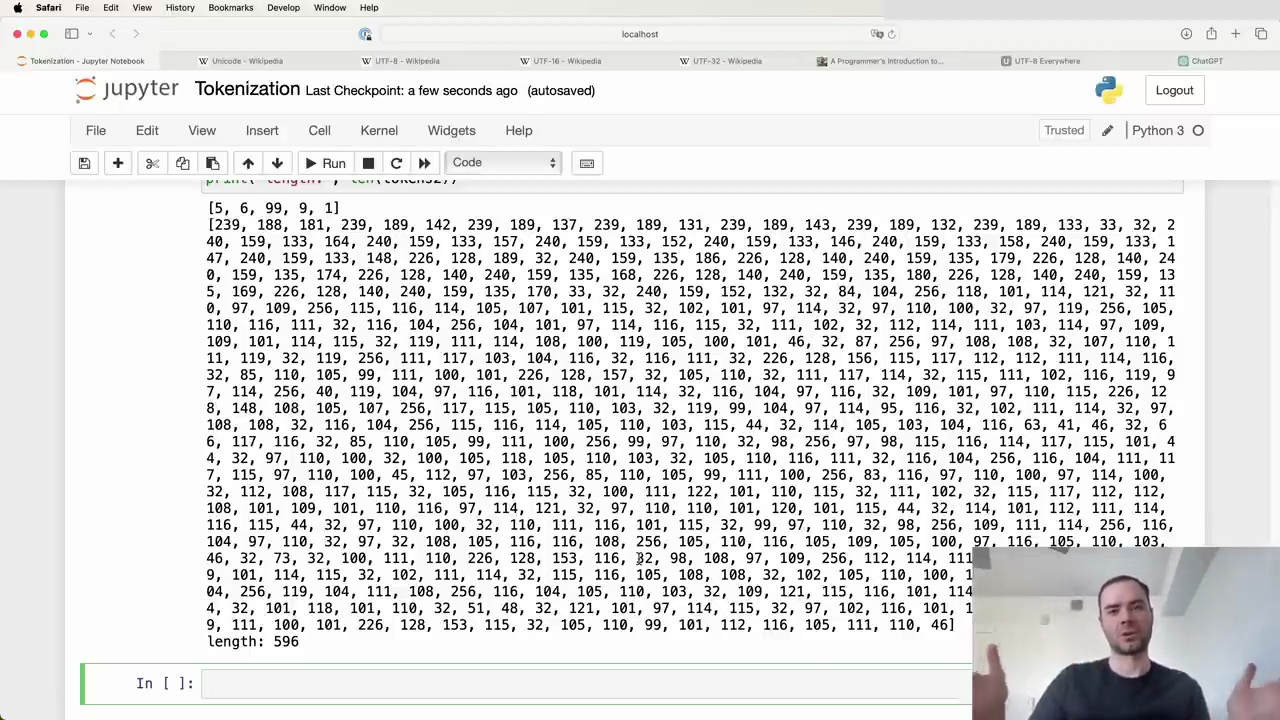 Safari File Edit View History Bookmarks Develop Window Help
localhost
Tokenization - Jupyter Notebook
Unicode - Wikipedia
UTF-8 - Wikipedia
UTF-16 - Wikipedia
UTF-32 - Wikipedia
A Programmer's Introduction to...
UTF-8 Everywhere
ChatGPT
jupyter Tokenization Last Checkpoint: a few seconds ago (autosaved)
Logout
File Edit View Insert Cell Kernel Widgets Help
Trusted
Python 3
Run
Code
print("length:", len(tokens2))
[5, 6, 99, 9, 1]
[239, 188, 181, 239, 189, 142, 239, 189, 137, 239, 189, 131, 239, 189, 143, 239, 189, 132, 239, 189, 133, 33, 32, 2
40, 159, 133, 164, 240, 159, 133, 157, 240, 159, 133, 152, 240, 159, 133, 146, 240, 159, 133, 158, 240, 159, 133, 1
47, 240, 159, 133, 148, 226, 128, 189, 32, 240, 159, 135, 186, 226, 128, 140, 240, 159, 135, 179, 226, 128, 140, 24
0, 159, 135, 174, 226, 128, 140, 240, 159, 135, 168, 226, 128, 140, 240, 159, 135, 180, 226, 128, 140, 240, 159, 13
5, 169, 226, 128, 140, 240, 159, 135, 170, 33, 32, 240, 159, 152, 132, 32, 84, 104, 256, 118, 101, 114, 121, 32, 11
0, 97, 109, 256, 115, 116, 114, 105, 107, 101, 115, 32, 102, 101, 97, 114, 32, 97, 110, 100, 32, 97, 119, 256, 105,
110, 116, 111, 32, 116, 104, 256, 104, 101, 97, 114, 116, 115, 32, 111, 102, 32, 112, 114, 111, 103, 114, 97, 109,
109, 101, 114, 115, 32, 119, 111, 114, 108, 100, 119, 105, 100, 101, 46, 32, 87, 256, 97, 108, 108, 32, 107, 110, 1
11, 119, 32, 119, 256, 111, 117, 103, 104, 116, 32, 116, 111, 32, 226, 128, 156, 115, 117, 112, 112, 111, 114, 116,
32, 85, 110, 105, 99, 111, 100, 101, 226, 128, 157, 32, 105, 110, 32, 111, 117, 114, 32, 115, 111, 102, 116, 119, 9
7, 114, 256, 40, 119, 104, 97, 116, 101, 118, 101, 114, 32, 116, 104, 97, 116, 32, 109, 101, 97, 110, 115, 226, 12
8, 148, 108, 105, 107, 256, 117, 115, 105, 110, 103, 32, 119, 99, 104, 97, 114, 95, 116, 32, 102, 111, 114, 32, 97,
108, 108, 32, 116, 104, 256, 115, 116, 114, 105, 110, 103, 115, 44, 32, 114, 105, 103, 104, 116, 63, 41, 46, 32, 6
6, 117, 116, 32, 85, 110, 105, 99, 111, 100, 256, 99, 97, 110, 32, 98, 256, 97, 98, 115, 116, 114, 117, 115, 101, 4
4, 32, 97, 110, 100, 32, 100, 105, 118, 105, 110, 103, 32, 105, 110, 116, 111, 32, 116, 104, 256, 116, 104, 111, 11
7, 115, 97, 110, 100, 45, 112, 97, 103, 256, 85, 110, 105, 99, 111, 100, 256, 83, 116, 97, 110, 100, 97, 114, 100,
32, 112, 108, 117, 115, 32, 105, 116, 115, 32, 100, 111, 122, 101, 110, 115, 32, 111, 102, 32, 115, 117, 112, 112,
108, 101, 109, 101, 110, 116, 97, 114, 121, 32, 97, 110, 110, 101, 120, 101, 115, 44, 32, 114, 101, 112, 111, 114,
116, 115, 44, 32, 97, 110, 100, 32, 110, 111, 116, 101, 115, 32, 99, 97, 110, 32, 98, 256, 109, 111, 114, 256, 116,
104, 97, 110, 32, 97, 32, 108, 105, 116, 116, 108, 256, 105, 110, 116, 105, 109, 105, 100, 97, 116, 105, 110, 103,
46, 32, 73, 32, 100, 111, 110, 226, 128, 153, 116, 32, 98, 108, 97, 109, 256, 112, 114, 111
9, 101, 114, 115, 32, 102, 111, 114, 32, 115, 116, 105, 108, 108, 32, 102, 105, 110, 100, 1
04, 256, 119, 104, 111, 108, 256, 116, 104, 105, 110, 103, 32, 109, 121, 115, 116, 101, 114
4, 32, 101, 118, 101, 110, 32, 51, 48, 32, 121, 101, 97, 114, 115, 32, 97, 102, 116, 101, 1
9, 111, 100, 101, 226, 128, 153, 115, 32, 105, 110, 99, 101, 112, 116, 105, 111, 110, 46]
length: 596
In [ ]: